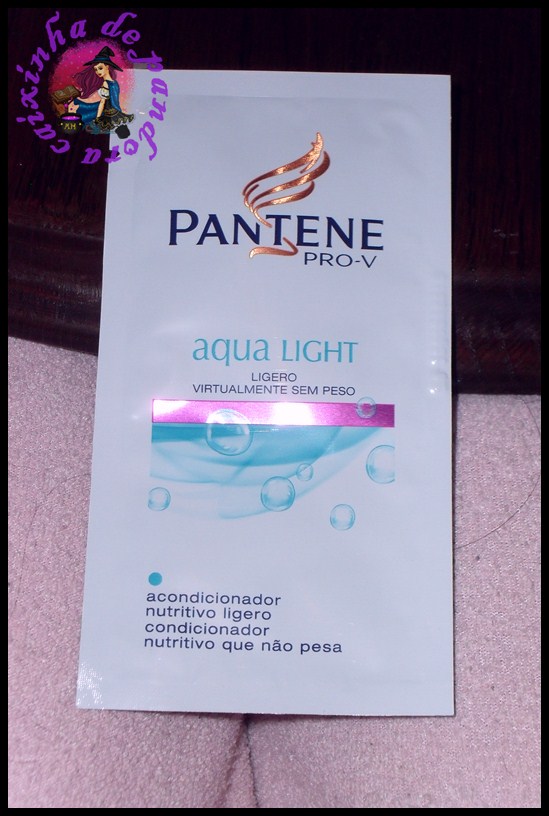 caixinha de pandora
PANTENE
PRO-V
aqua LIGHT
LIGERO
VIRTUALMENTE SEM PESO
acondicionador
nutritivo ligero
condicionador
nutritivo que não pesa